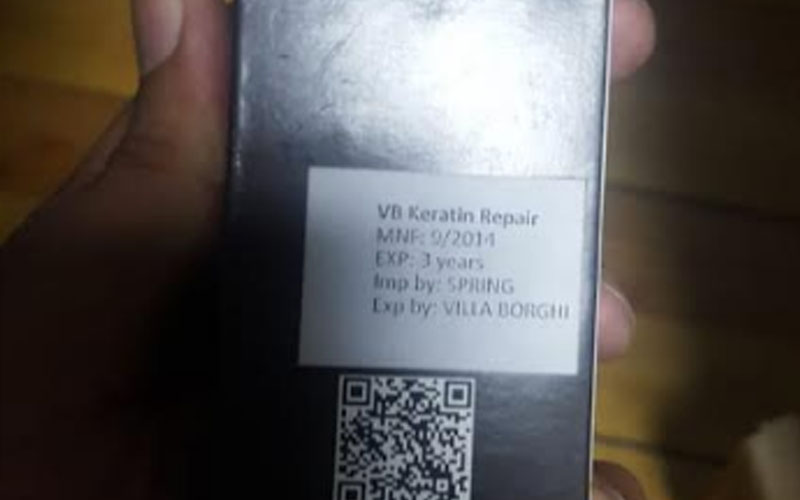 VB Keratin Repair
MNF: 9/2014
EXP: 3 years
Imp by: SPRING
Exp by: VILLA BORGHI